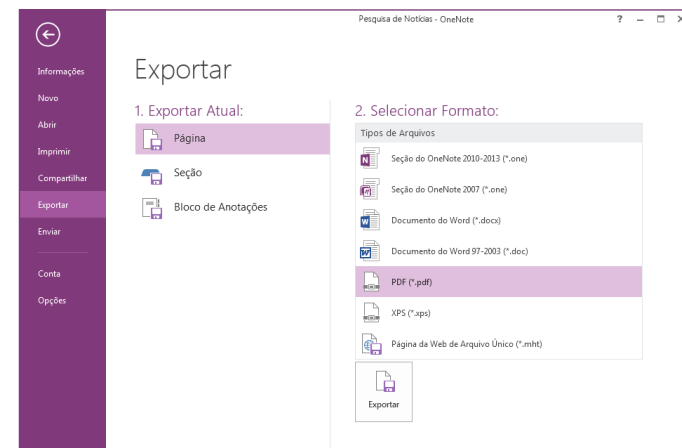 Pesquisa de Notícias - OneNote
?
Informações
Novo
Abrir
Imprimir
Compartilhar
Exportar
Enviar
Conta
Opções
Exportar
1. Exportar Atual:
Página
Seção
Bloco de Anotações
2. Selecionar Formato:
Tipos de Arquivos
Seção do OneNote 2010-2013 (*.one)
Seção do OneNote 2007 (*.one)
Documento do Word (*.docx)
Documento do Word 97-2003 (*.doc)
PDF (*.pdf)
XPS (*.xps)
Página da Web de Arquivo Único (*.mht)
Exportar